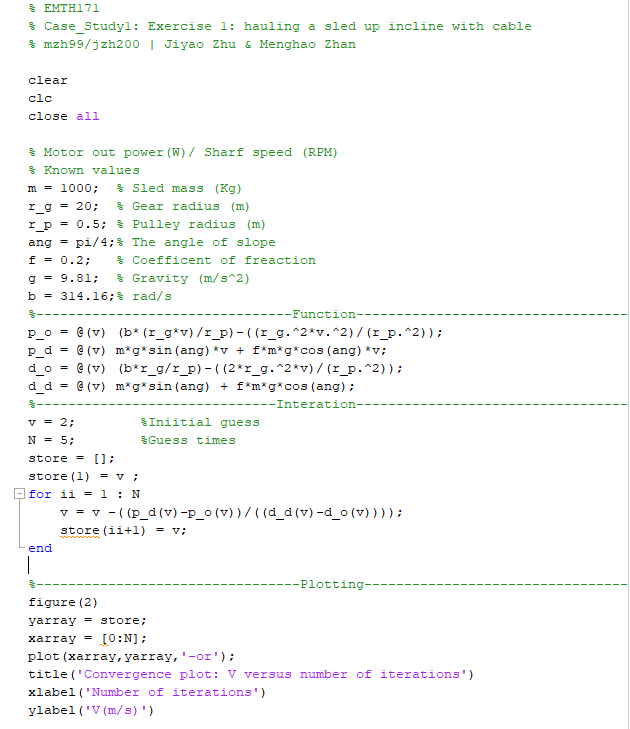 % EMTH171
% Case_Study1: Exercise 1: hauling a sled up incline with cable
% mzh99/jzh200 | Jiyao Zhu & Menghao Zhan
clear
clc
close all
% Motor out power(W)/ Sharf speed (RPM)
% Known values
m = 1000;  % Sled mass (Kg)
r_g = 20;  % Gear radius (m)
r_p = 0.5; % Pulley radius (m)
ang = pi/4;% The angle of slope
f = 0.2;   % Coefficent of freaction
g = 9.81;  % Gravity (m/s^2)
b = 314.16;% rad/s
%--------------------------------Function----------------------------------
p_o = @(v) (b*(r_g*v)/r_p)-((r_g.^2*v.^2)/(r_p.^2));
p_d = @(v) m*g*sin(ang)*v + f*m*g*cos(ang)*v;
d_o = @(v) (b*r_g/r_p)-((2*r_g.^2*v)/(r_p.^2));
d_d = @(v) m*g*sin(ang) + f*m*g*cos(ang);
%------------------------------Interation----------------------------------
v = 2;        %Iniitial guess
N = 5;        %Guess times
store = [];
store(1) = v ;
for ii = 1 : N
    v = v -((p_d(v)-p_o(v))/((d_d(v)-d_o(v))));
    store(ii+1) = v;
end
%---------------------------------Plotting---------------------------------
figure(2)
yarray = store;
xarray = [0:N];
plot(xarray,yarray,'-or');
title('Convergence plot: V versus number of iterations')
xlabel('Number of iterations')
ylabel('V(m/s)')